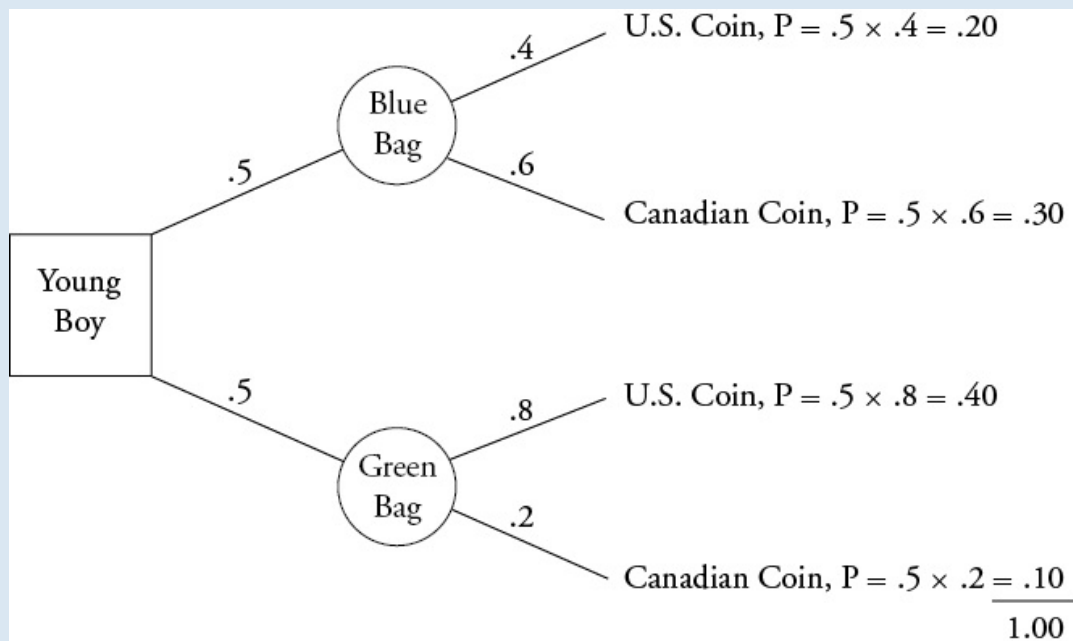 U.S. Coin, P = .5 × .4 = .20
.4
Blue
Bag
.5
.6
Canadian Coin, P = .5 × .6 = .30
Young
Boy
.5
.8
U.S. Coin, P = .5 × .8 = .40
Green
Bag
.2
Canadian Coin, P = .5 × .2 = .10
1.00